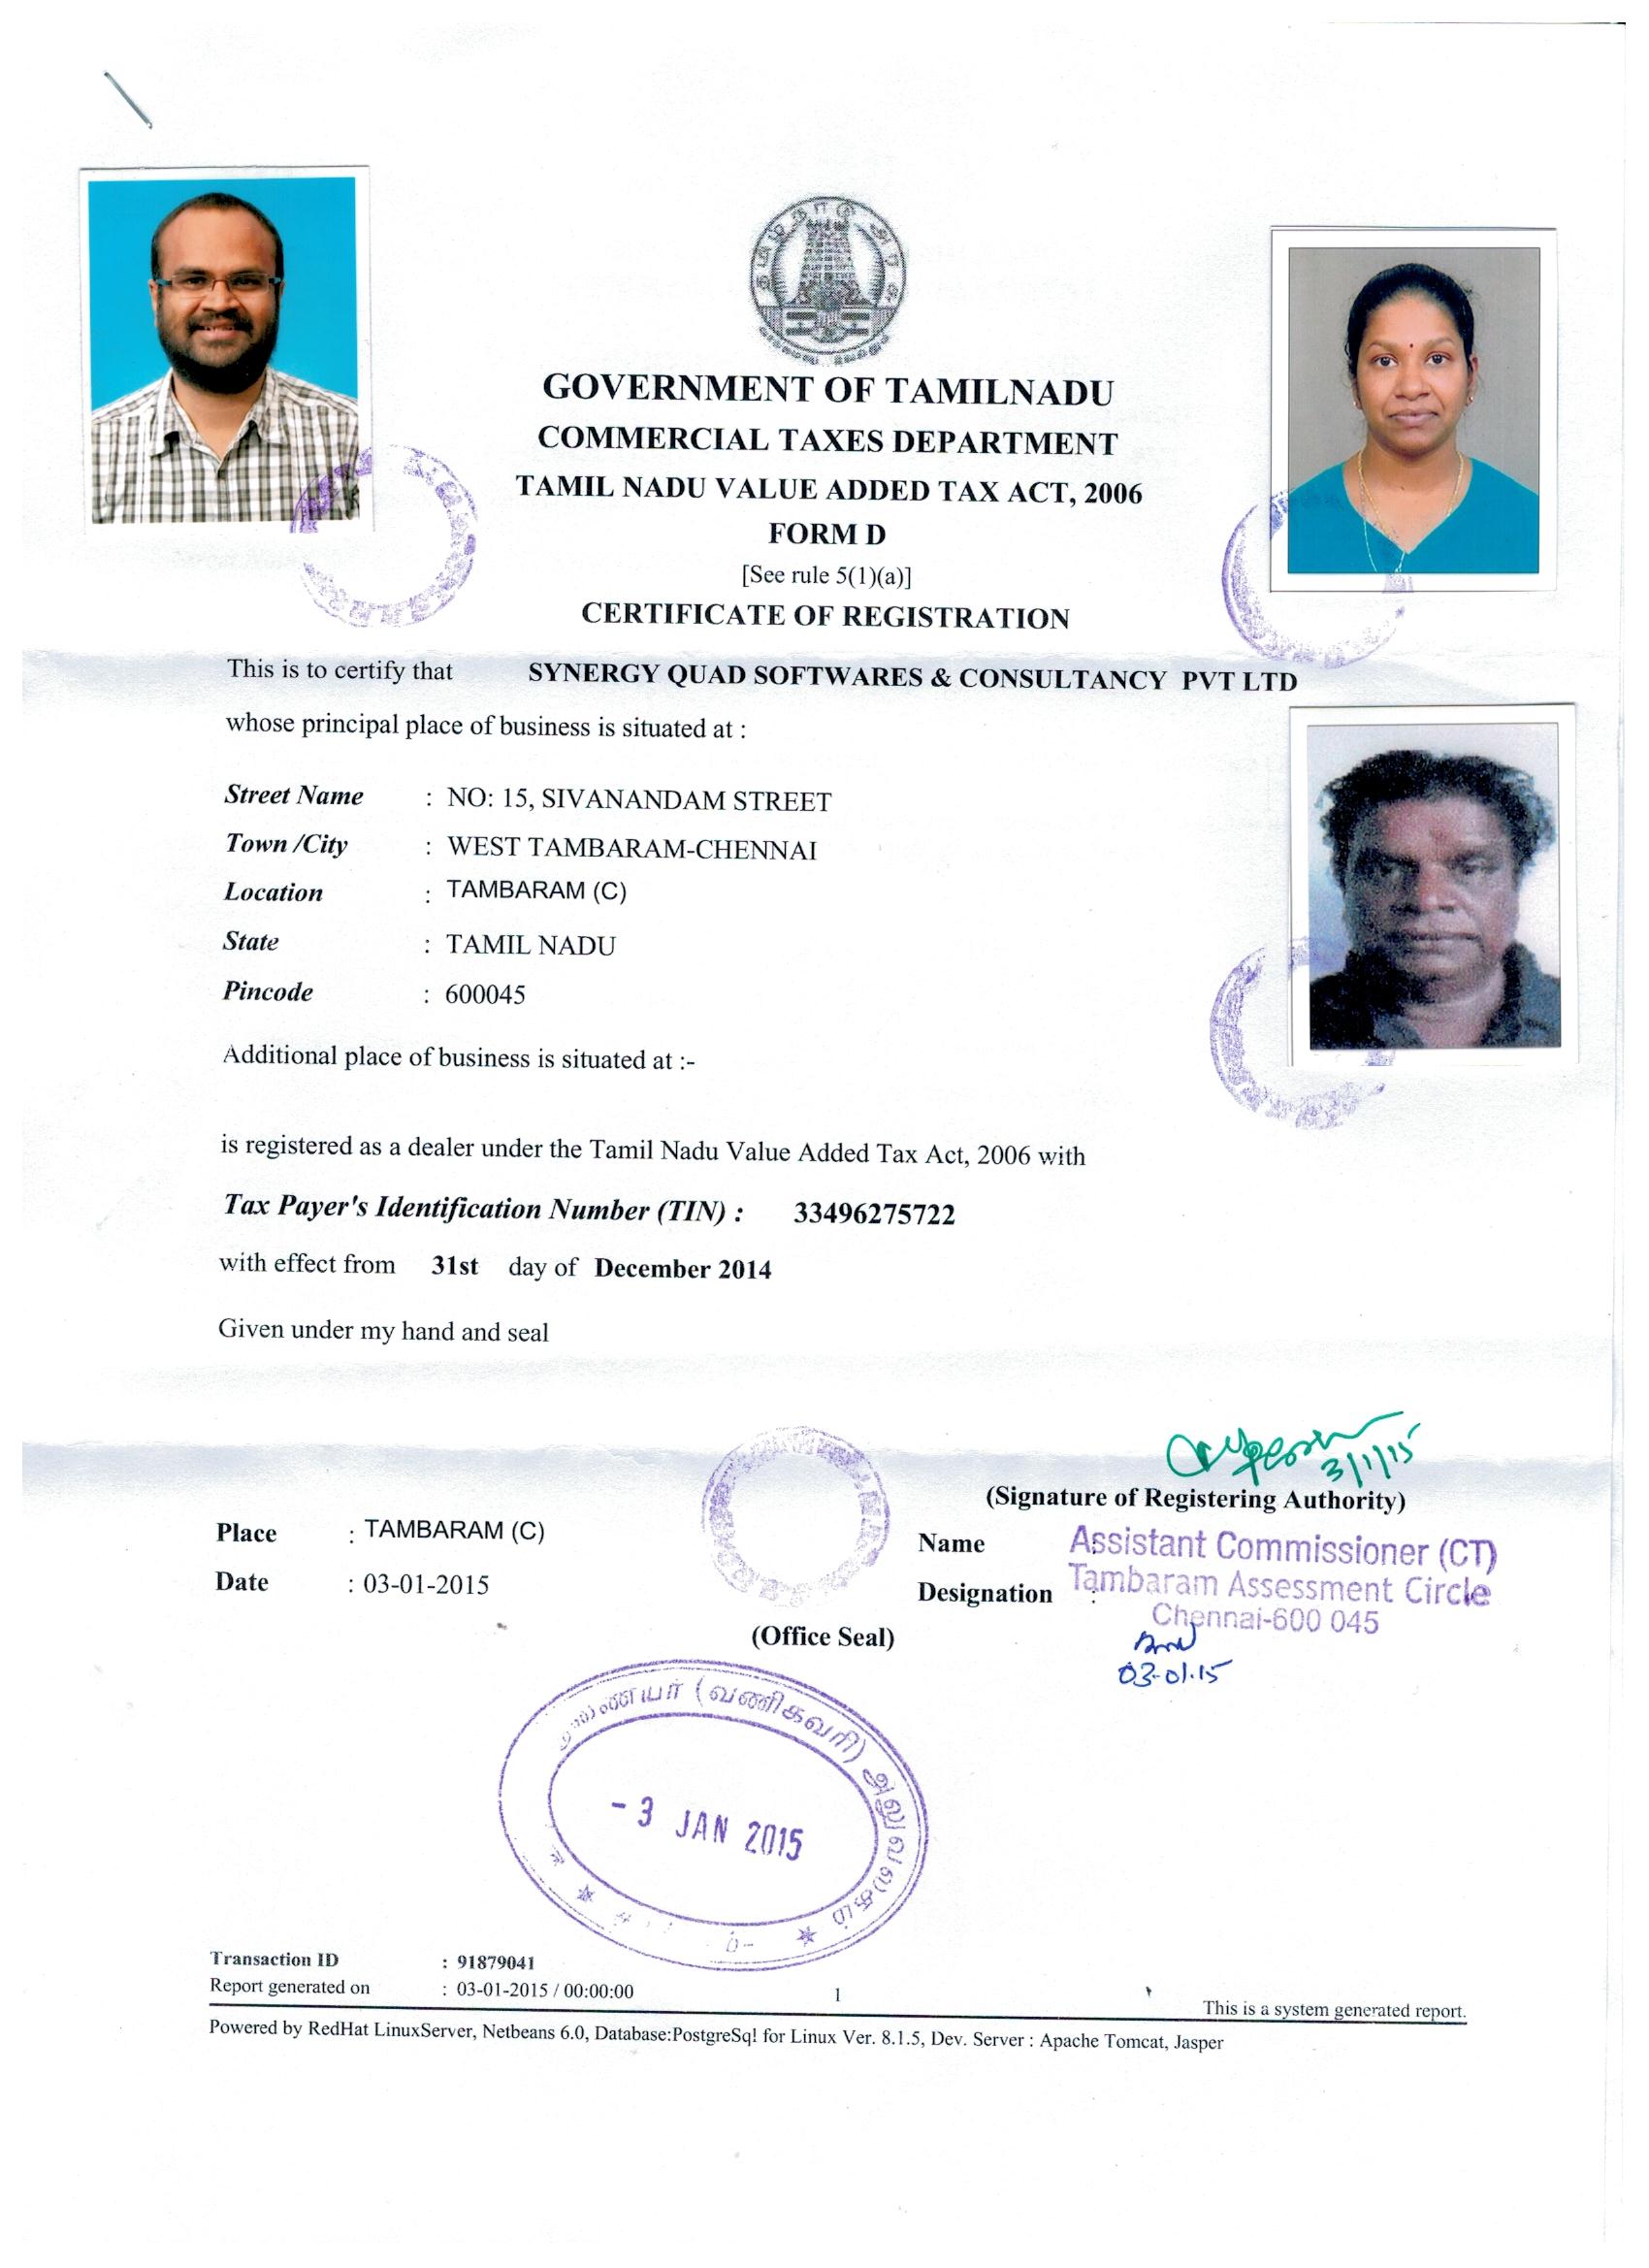 GOVERNMENT OF TAMILNADU
COMMERCIAL TAXES DEPARTMENT
TAMIL NADU VALUE ADDED TAX ACT, 2006
FORM D
[See rule 5(1)(a)]
CERTIFICATE OF REGISTRATION
This is to certify that SYNERGY QUAD SOFTWARES & CONSULTANCY PVT LTD
whose principal place of business is situated at :
Street Name : NO: 15, SIVANANDAM STREET
Town /City : WEST TAMBARAM-CHENNAI
Location : TAMBARAM (C)
State : TAMIL NADU
Pincode : 600045
Additional place of business is situated at :-
is registered as a dealer under the Tamil Nadu Value Added Tax Act, 2006 with
Tax Payer's Identification Number (TIN) : 33496275722
with effect from 31st day of December 2014
Given under my hand and seal
3/1/15
(Signature of Registering Authority)
Place : TAMBARAM (C)
Date : 03-01-2015
Name : Assistant Commissioner (CT)
Designation : Tambaram Assessment Circle
Chennai-600 045
(Office Seal)
03-01-15
(வணிகவரி) அலுவலகம்
- 3 JAN 2015
Transaction ID : 91879041
Report generated on : 03-01-2015 / 00:00:00
1
This is a system generated report.
Powered by RedHat LinuxServer, Netbeans 6.0, Database:PostgreSql for Linux Ver. 8.1.5, Dev. Server : Apache Tomcat, Jasper